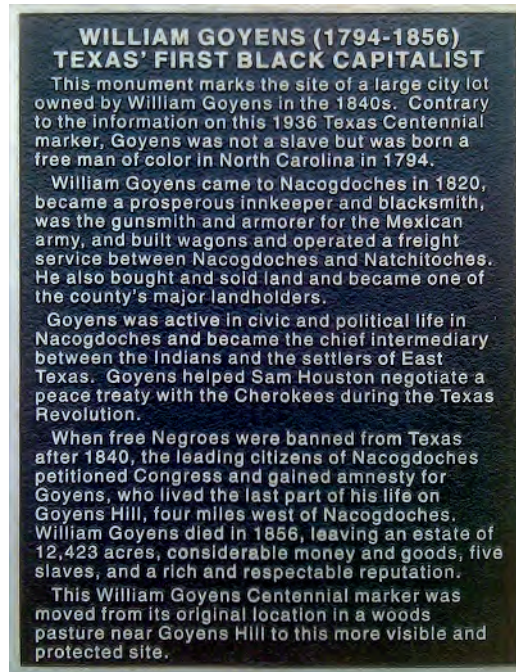 WILLIAM GOYENS (1794-1856)
TEXAS' FIRST BLACK CAPITALIST
This monument marks the site of a large city lot
owned by William Goyens in the 1840s. Contrary
to the information on this 1936 Texas Centennial
marker, Goyens was not a slave but was born a
free man of color in North Carolina in 1794.
William Goyens came to Nacogdoches in 1820,
became a prosperous innkeeper and blacksmith,
was the gunsmith and armorer for the Mexican
army, and built wagons and operated a freight
service between Nacogdoches and Natchitoches.
He also bought and sold land and became one of
the county's major landholders.
Goyens was active in civic and political life in
Nacogdoches and became the chief intermediary
between the Indians and the settlers of East
Texas. Goyens helped Sam Houston negotiate a
peace treaty with the Cherokees during the Texas
Revolution.
When free Negroes were banned from Texas
after 1840, the leading citizens of Nacogdoches
petitioned Congress and gained amnesty for
Goyens, who lived the last part of his life on
Goyens Hill, four miles west of Nacogdoches.
William Goyens died in 1856, leaving an estate of
12,423 acres, considerable money and goods, five
slaves, and a rich and respectable reputation.
This William Goyens Centennial marker was
moved from its original location in a woods
pasture near Goyens Hill to this more visible and
protected site.